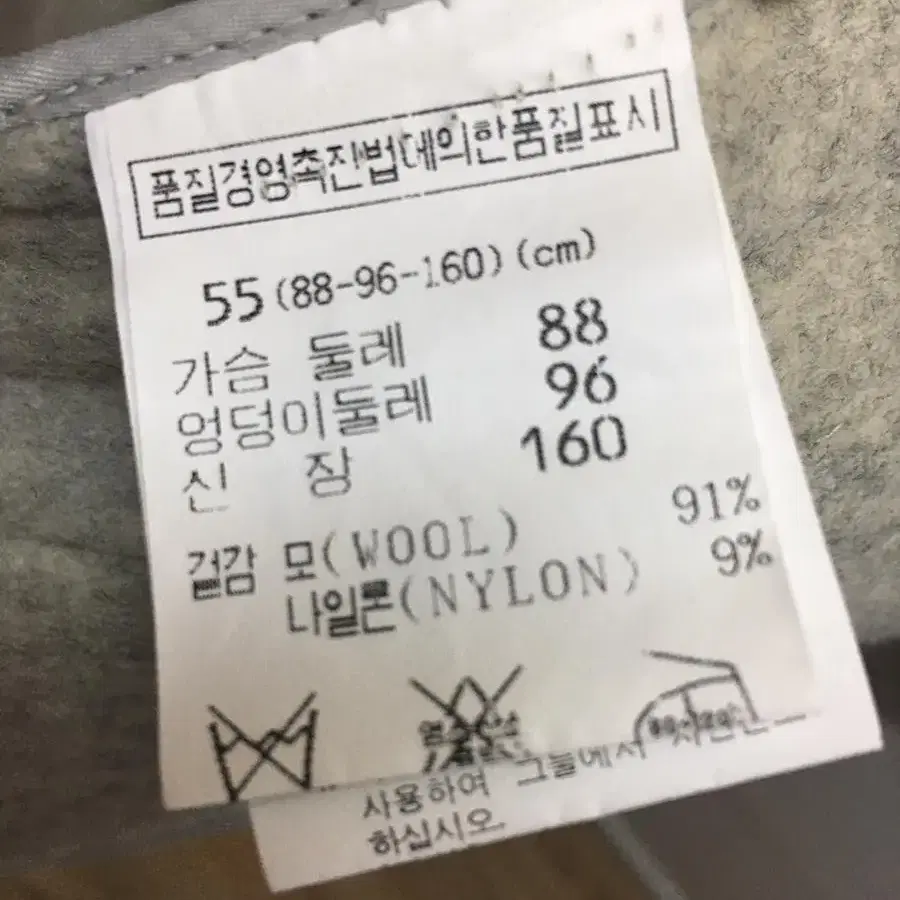 품질경영촉진법에의한품질표시
55 (88-96-160) (cm)
가슴 둘레 88
엉덩이둘레 96
신 장 160
겉감 모(WOOL) 91%
나일론(NYLON) 9%
사용하여 그늘에서
하십시오.